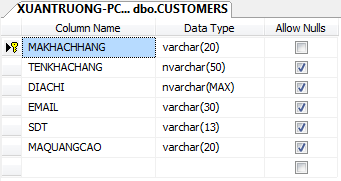 XUANTRUONG-PC... dbo.CUSTOMERS
Column Name Data Type Allow Nulls
MAKHACHHANG varchar(20)
TENKHACHANG nvarchar(50)
DIACHI nvarchar(MAX)
EMAIL varchar(30)
SDT varchar(13)
MAQUANGCAO varchar(20)